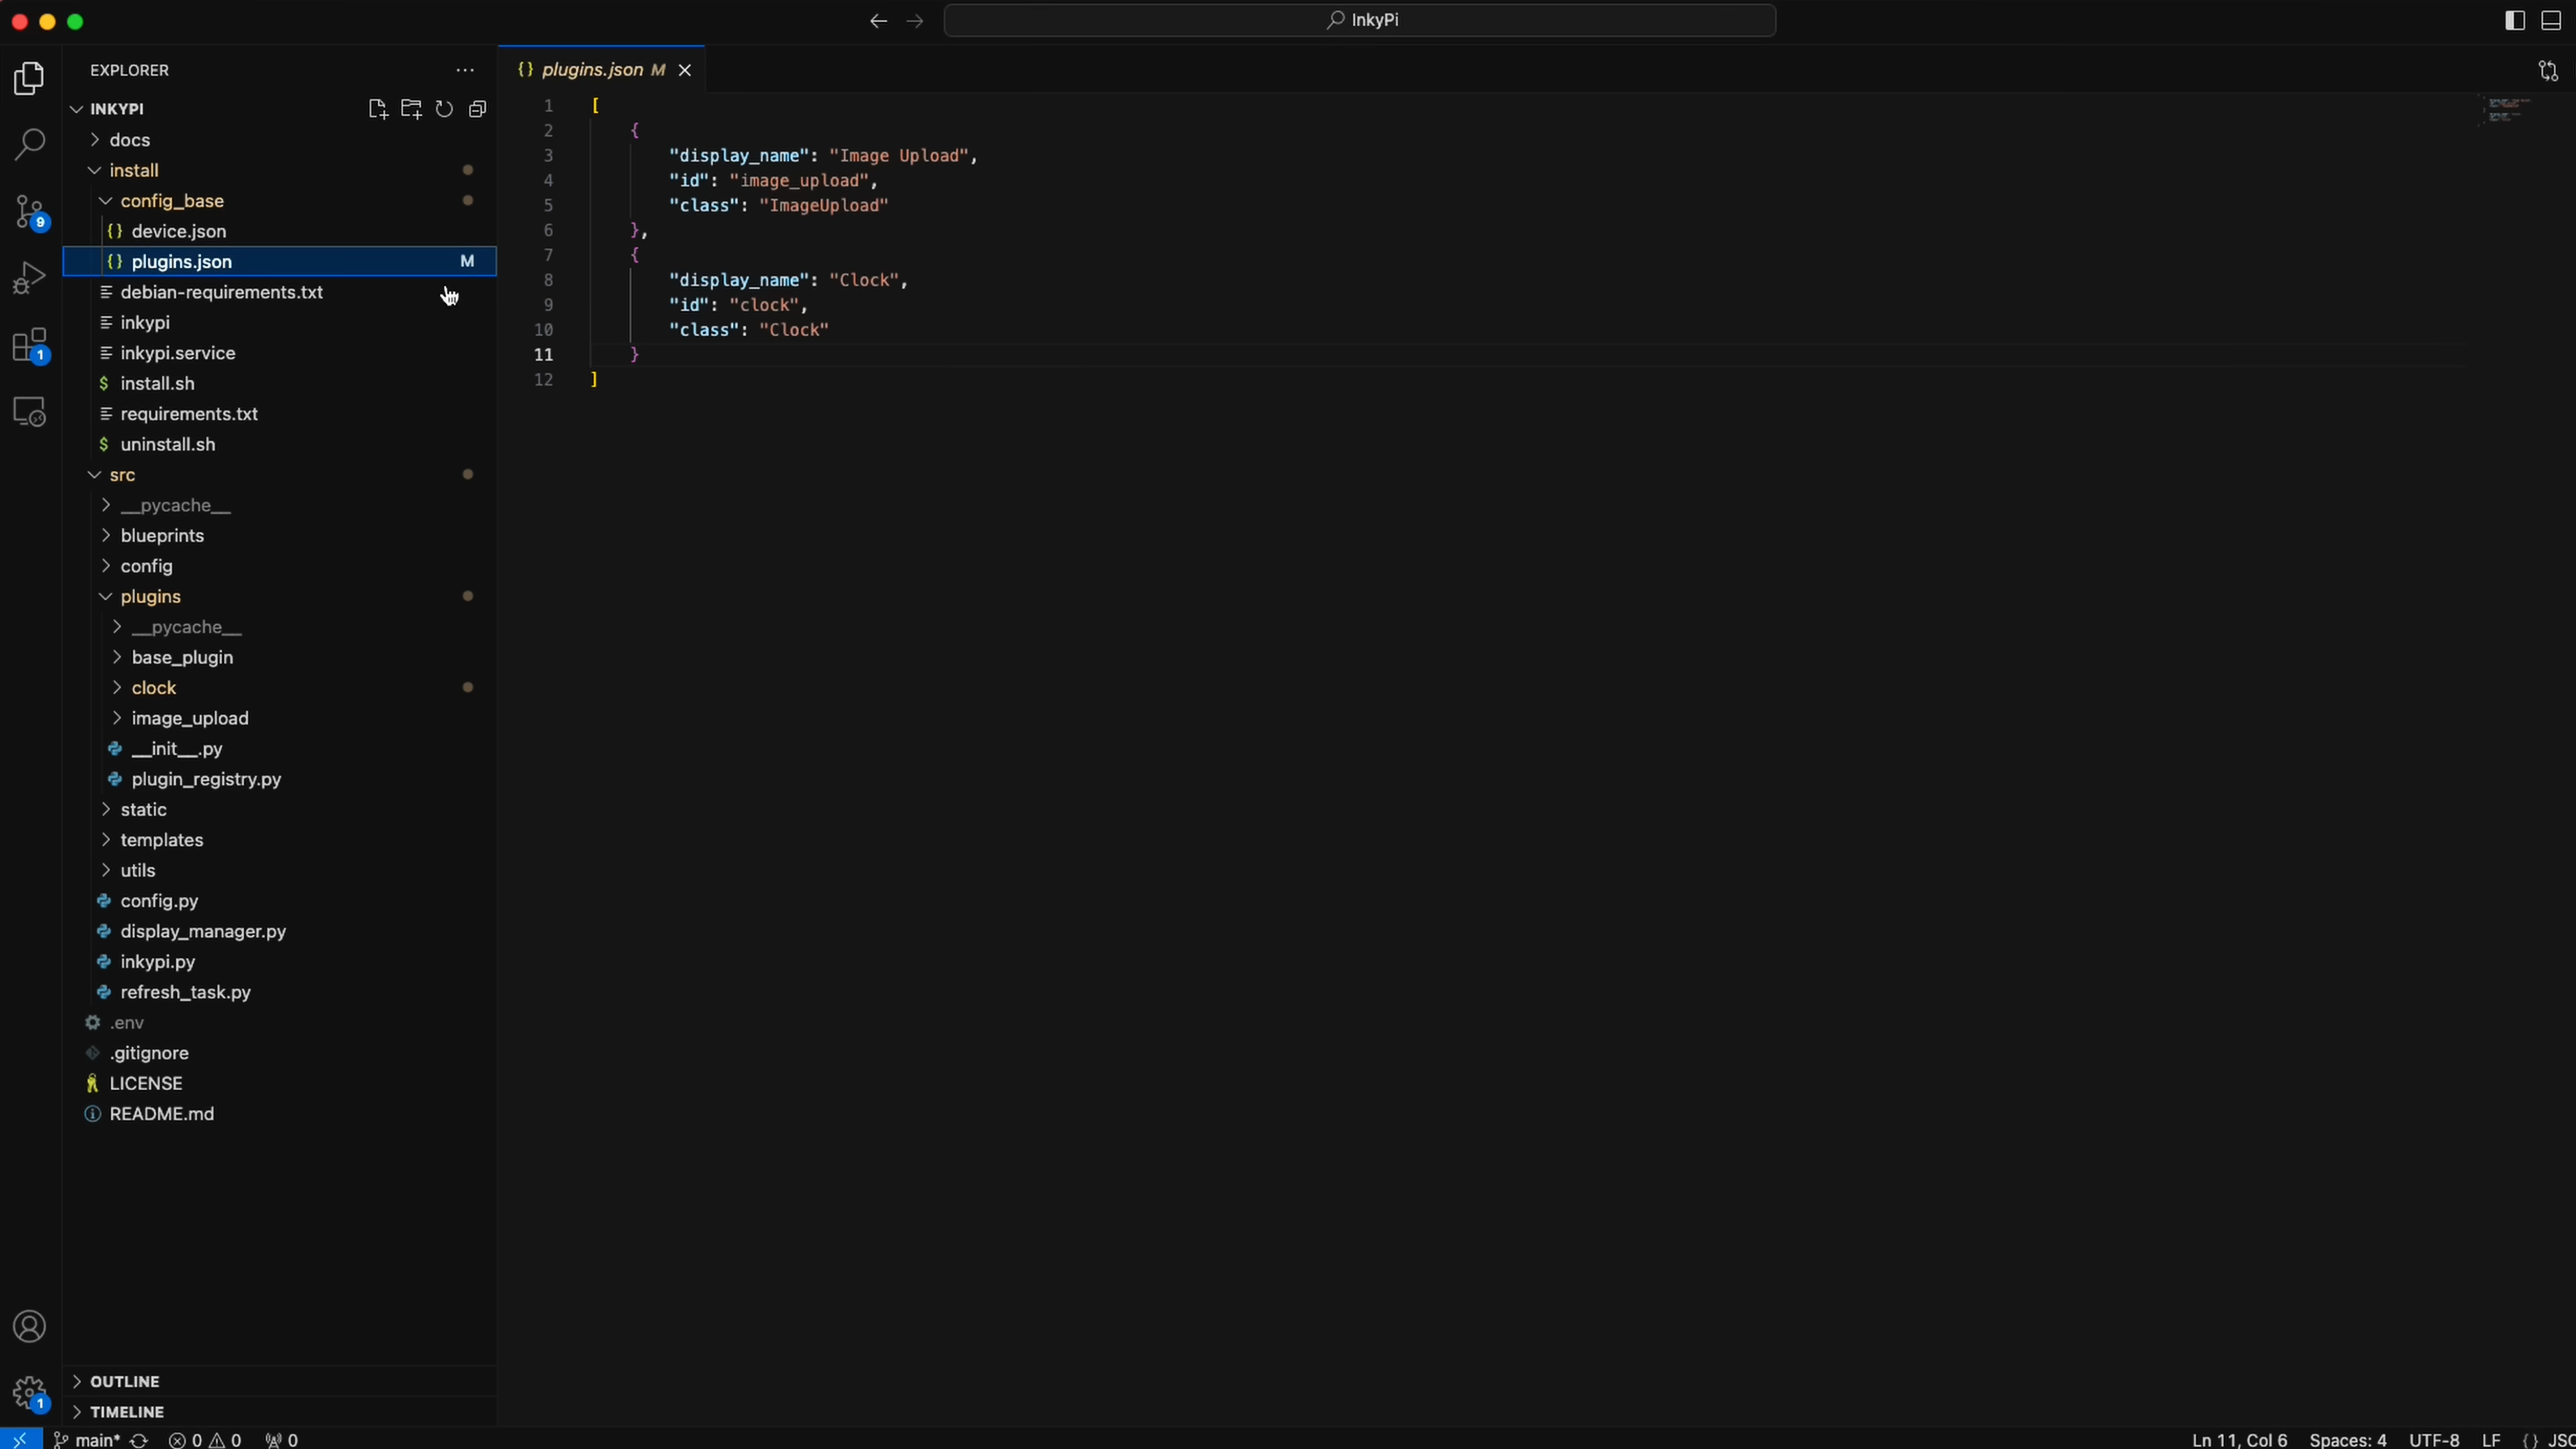 InkyPi
EXPLORER
INKYPI
docs
install
config_base
device.json
plugins.json M
debian-requirements.txt
inkypi
inkypi.service
install.sh
requirements.txt
uninstall.sh
src
__pycache__
blueprints
config
plugins
__pycache__
base_plugin
clock
image_upload
__init__.py
plugin_registry.py
static
templates
utils
config.py
display_manager.py
inkypi.py
refresh_task.py
.env
.gitignore
LICENSE
README.md
OUTLINE
TIMELINE
9
1
1
{} plugins.json M
1 [
2 {
3 "display_name": "Image Upload",
4 "id": "image_upload",
5 "class": "ImageUpload"
6 },
7 {
8 "display_name": "Clock",
9 "id": "clock",
10 "class": "Clock"
11 }
12 ]
main* 0 0 0 Ln 11, Col 6 Spaces: 4 UTF-8 LF {}